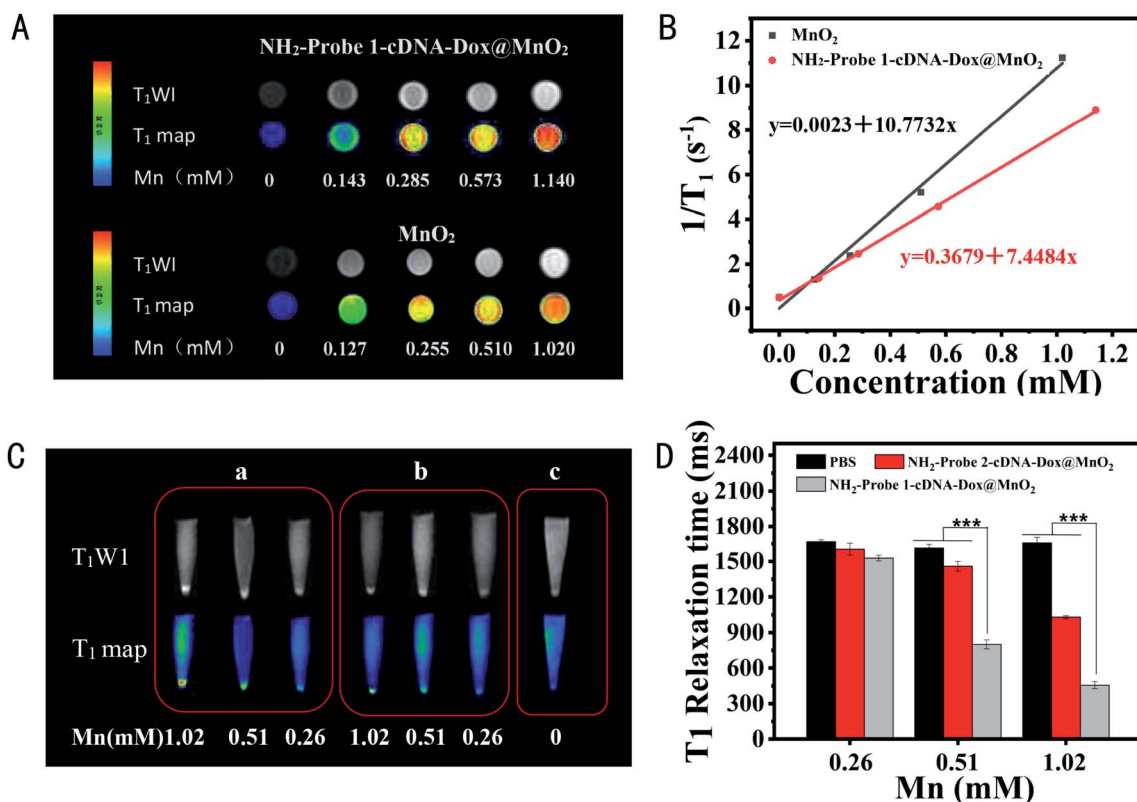 A
NH₂-Probe 1-cDNA-Dox@MnO₂
T₁WI
T₁ map
Mn（mM） 0 0.143 0.285 0.573 1.140
MnO₂
T₁WI
T₁ map
Mn（mM） 0 0.127 0.255 0.510 1.020
B
MnO₂
NH₂-Probe 1-cDNA-Dox@MnO₂
y=0.0023＋10.7732x
y=0.3679＋7.4484x
1/T₁ (s⁻¹)
12
10
8
6
4
2
0
0.0 0.2 0.4 0.6 0.8 1.0 1.2
Concentration (mM)
C
a b c
T₁W1
T₁ map
Mn(mM) 1.02 0.51 0.26 1.02 0.51 0.26 0
D
PBS NH₂-Probe 2-cDNA-Dox@MnO₂
NH₂-Probe 1-cDNA-Dox@MnO₂
*** ***
T1 Relaxation time (ms)
2400
2100
1800
1500
1200
900
600
300
0
0.26 0.51 1.02
Mn (mM)